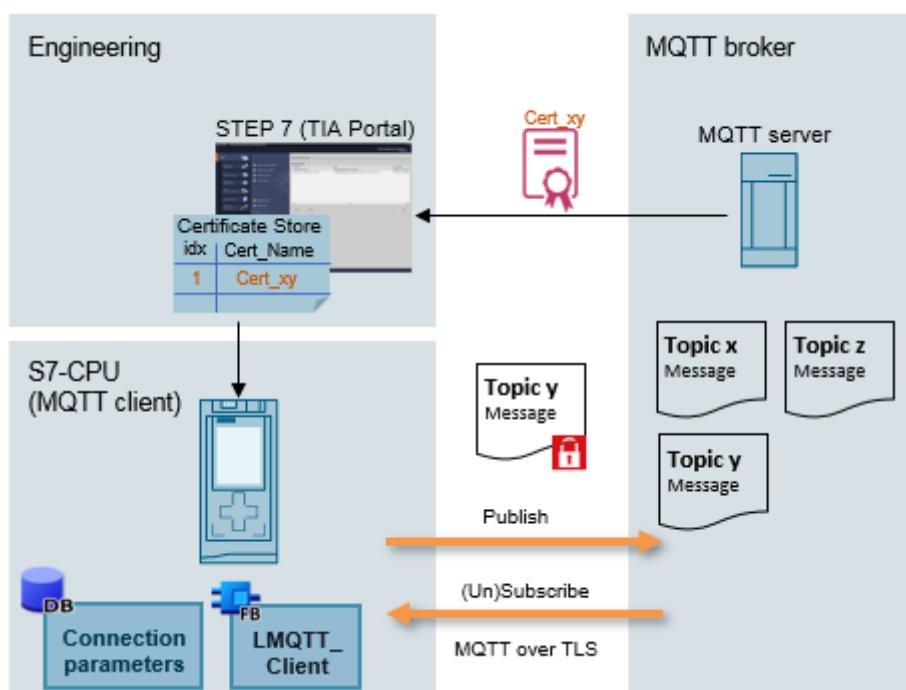 Engineering
STEP 7 (TIA Portal)
Certificate Store
idx Cert_Name
1 Cert_xy
Cert_xy
MQTT broker
MQTT server
Topic x
Message
Topic z
Message
Topic y
Message
S7-CPU
(MQTT client)
Topic y
Message
Publish
(Un)Subscribe
MQTT over TLS
DB
Connection
parameters
FB
LMQTT_
Client